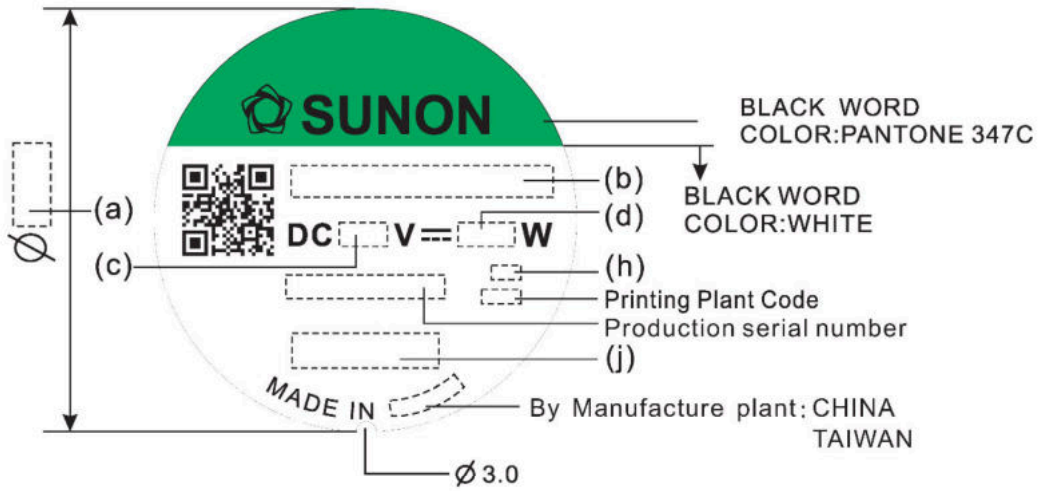 SUNON
BLACK WORD
COLOR:PANTONE 347C
(b)
BLACK WORD
COLOR:WHITE
(a)
(d)
DC V W
(c)
(h)
Printing Plant Code
Production serial number
(j)
MADE IN
By Manufacture plant: CHINA
TAIWAN
Ø
Ø 3.0